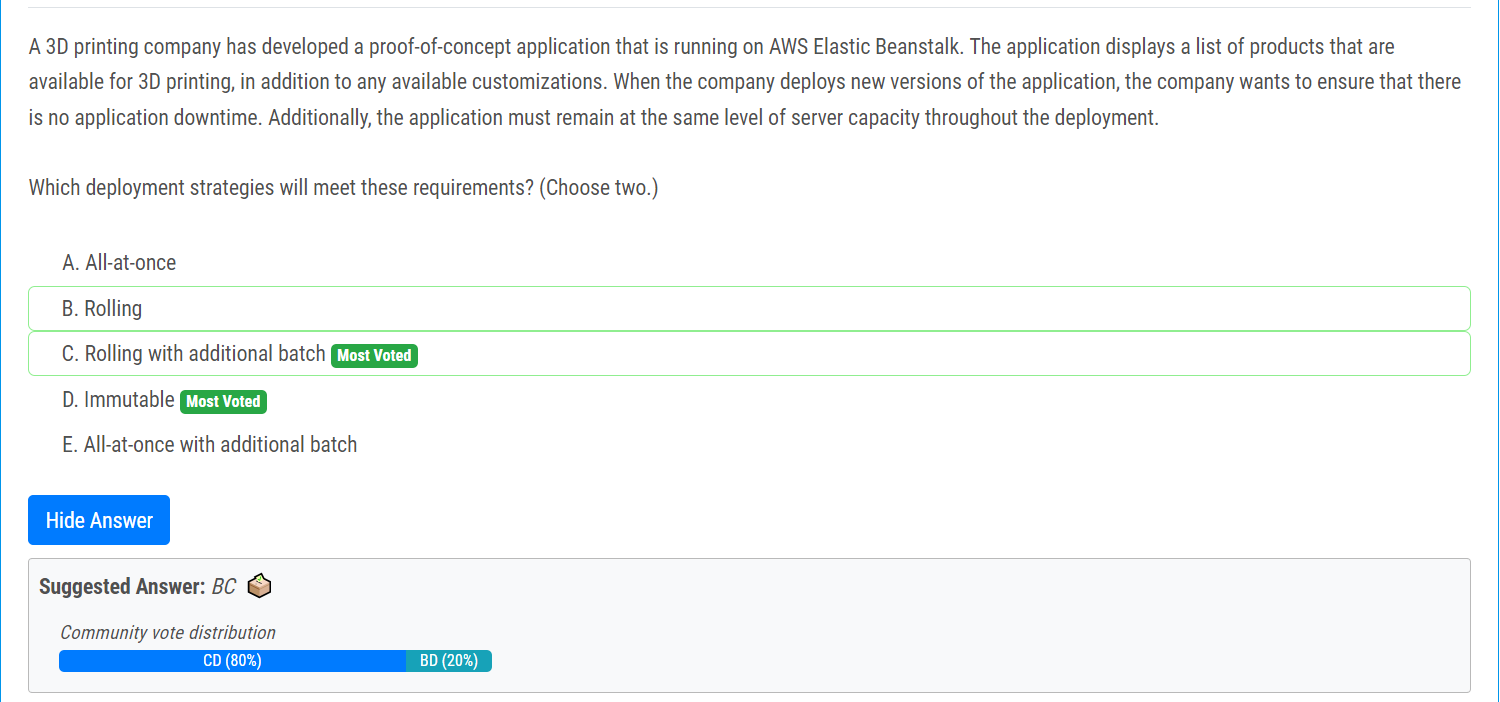 A 3D printing company has developed a proof-of-concept application that is running on AWS Elastic Beanstalk. The application displays a list of products that are
available for 3D printing, in addition to any available customizations. When the company deploys new versions of the application, the company wants to ensure that there
is no application downtime. Additionally, the application must remain at the same level of server capacity throughout the deployment.
Which deployment strategies will meet these requirements? (Choose two.)
A. All-at-once
B. Rolling
C. Rolling with additional batch Most Voted
D. Immutable Most Voted
E. All-at-once with additional batch
Hide Answer
Suggested Answer: BC
Community vote distribution
CD (80%) BD (20%)